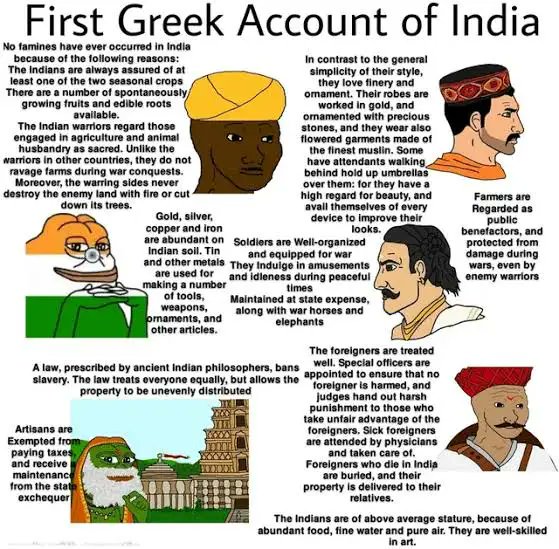 First Greek Account of India
No famines have ever occurred in India
because of the following reasons:
The Indians are always assured of at
least one of the two seasonal crops
There are a number of spontaneously
growing fruits and edible roots
available.
The Indian warriors regard those
engaged in agriculture and animal
husbandry as sacred. Unlike the
warriors in other countries, they do not
ravage farms during war conquests.
Moreover, the warring sides never
destroy the enemy land with fire or cut
down its trees.
In contrast to the general
simplicity of their style,
they love finery and
ornament. Their robes are
worked in gold, and
ornamented with precious
stones, and they wear also
flowered garments made of
the finest muslin. Some
have attendants walking
behind hold up umbrellas
over them: for they have a
high regard for beauty, and
avail themselves of every
device to improve their
looks.
Farmers are
Regarded as
public
benefactors, and
protected from
damage during
wars, even by
enemy warriors
Gold, silver,
copper and iron
are abundant on
Indian soil. Tin
and other metals
are used for
making a number
of tools,
weapons,
ornaments, and
other articles.
Soldiers are Well-organized
and equipped for war
They Indulge in amusements
and idleness during peaceful
times
Maintained at state expense,
along with war horses and
elephants
A law, prescribed by ancient Indian philosophers, bans
slavery. The law treats everyone equally, but allows the
property to be unevenly distributed
The foreigners are treated
well. Special officers are
appointed to ensure that no
foreigner is harmed, and
judges hand out harsh
punishment to those who
take unfair advantage of the
foreigners. Sick foreigners
are attended by physicians
and taken care of.
Foreigners who die in India
are buried, and their
property is delivered to their
relatives.
Artisans are
Exempted from
paying taxes,
and receive
maintenance
from the state
exchequer
The Indians are of above average stature, because of
abundant food, fine water and pure air. They are well-skilled
in art.